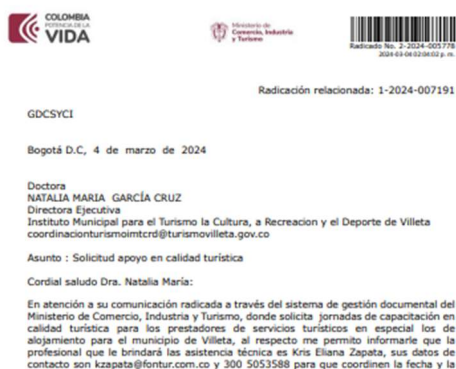 COLOMBIA
POTENCIA DE LA
VIDA
Ministerio de
Comercio, Industria
y Turismo
Radicado No. 2-2024-005778
2024-03-04 02:04:02 p. m.
Radicación relacionada: 1-2024-007191
GDCSYCI
Bogotá D.C, 4 de marzo de 2024
Doctora
NATALIA MARIA GARCÍA CRUZ
Directora Ejecutiva
Instituto Municipal para el Turismo la Cultura, a Recreacion y el Deporte de Villeta
coordinacionturismoimtcrd@turismovilleta.gov.co
Asunto : Solicitud apoyo en calidad turística
Cordial saludo Dra. Natalia María:
En atención a su comunicación radicada a través del sistema de gestión documental del
Ministerio de Comercio, Industria y Turismo, donde solicita jornadas de capacitación en
calidad turística para los prestadores de servicios turísticos en especial los de
alojamiento para el municipio de Villeta, al respecto me permito informarle que la
profesional que le brindará las asistencia técnica es Kris Eliana Zapata, sus datos de
contacto son kzapata@fontur.com.co y 300 5053588 para que coordinen la fecha y la